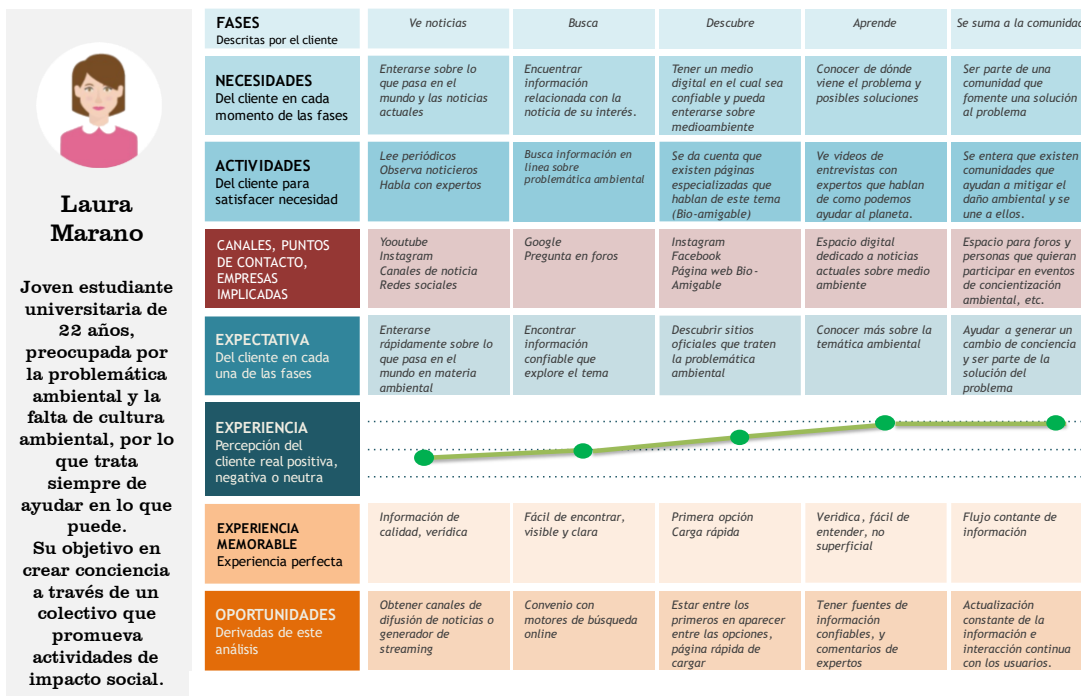 Laura
Marano
Joven estudiante
universitaria de
22 años,
preocupada por
la problemática
ambiental y la
falta de cultura
ambiental, por lo
que trata
siempre de
ayudar en lo que
puede.
Su objetivo en
crear conciencia
a través de un
colectivo que
promueva
actividades de
impacto social.
FASES
Descritas por el cliente
Ve noticias
Busca
Descubre
Aprende
Se suma a la comunidad
NECESIDADES
Del cliente en cada
momento de las fases
Enterarse sobre lo
que pasa en el
mundo y las noticias
actuales
Encuentrar
información
relacionada con la
noticia de su interés.
Tener un medio
digital en el cual sea
confiable y pueda
enterarse sobre
medioambiente
Conocer de dónde
viene el problema y
posibles soluciones
Ser parte de una
comunidad que
fomente una solución
al problema
ACTIVIDADES
Del cliente para
satisfacer necesidad
Lee periódicos
Observa noticieros
Habla con expertos
Busca información en
línea sobre
problemática ambiental
Se da cuenta que
existen páginas
especializadas que
hablan de este tema
(Bio-amigable)
Ve videos de
entrevistas con
expertos que hablan
de como podemos
ayudar al planeta.
Se entera que existen
comunidades que
ayudan a mitigar el
daño ambiental y se
une a ellos.
CANALES, PUNTOS
DE CONTACTO,
EMPRESAS
IMPLICADAS
Yooutube
Instagram
Canales de noticia
Redes sociales
Google
Pregunta en foros
Instagram
Facebook
Página web Bio-
Amigable
Espacio digital
dedicado a noticias
actuales sobre medio
ambiente
Espacio para foros y
personas que quieran
participar en eventos
de concientización
ambiental, etc.
EXPECTATIVA
Del cliente en cada
una de las fases
Enterarse
rápidamente sobre lo
que pasa en el
mundo en materia
ambiental
Encontrar
información
confiable que
explore el tema
Descubrir sitios
oficiales que traten
la problemática
ambiental
Conocer más sobre la
temática ambiental
Ayudar a generar un
cambio de conciencia
y ser parte de la
solución del
problema
EXPERIENCIA
Percepción del
cliente real positiva,
negativa o neutra
EXPERIENCIA
MEMORABLE
Experiencia perfecta
Información de
calidad, verídica
Fácil de encontrar,
visible y clara
Primera opción
Carga rápida
Veridica, fácil de
entender, no
superficial
Flujo contante de
información
OPORTUNIDADES
Derivadas de este
análisis
Obtener canales de
difusión de noticias o
generador de
streaming
Convenio con
motores de búsqueda
online
Estar entre los
primeros en aparecer
entre las opciones,
página rápida de
cargar
Tener fuentes de
información
confiables, y
comentarios de
expertos
Actualización
constante de la
información e
interacción continua
con los usuarios.